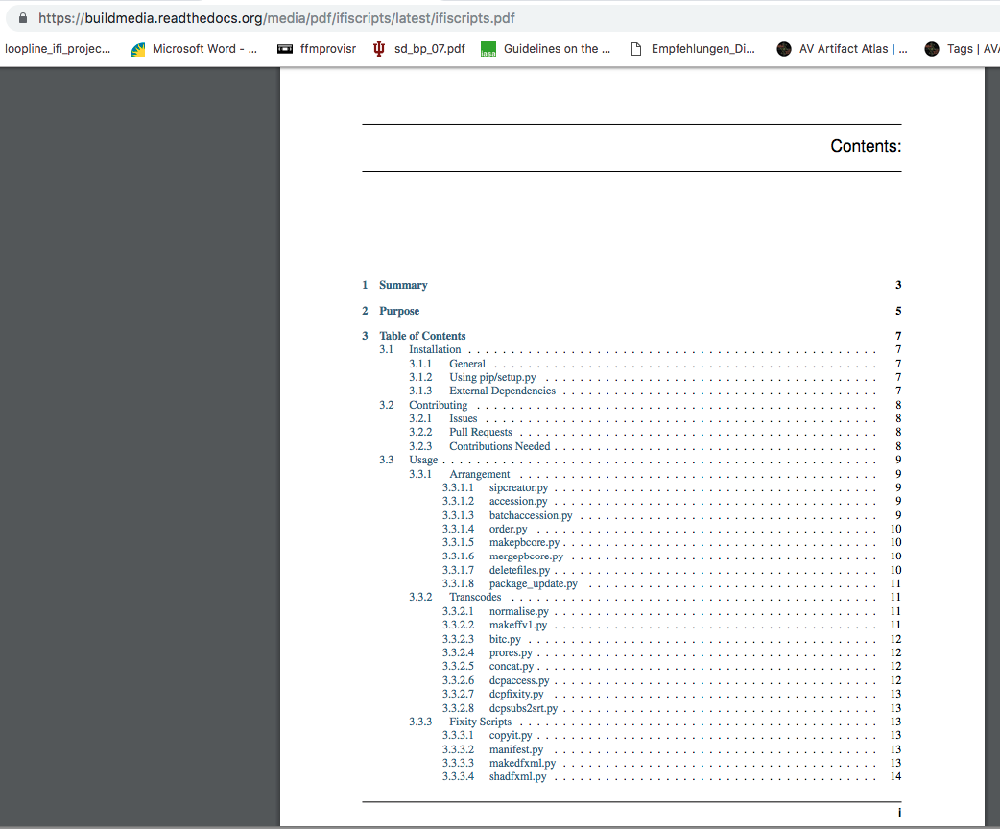 https://buildmedia.readthedocs.org/media/pdf/ifiscripts/latest/ifiscripts.pdf
loopline_ifi_projec... Microsoft Word - ... ffmprovisr sd_bp_07.pdf iasa Guidelines on the ... Empfehlungen_Di... AV Artifact Atlas | ... Tags | AVA
Contents:
1 Summary 3
2 Purpose 5
3 Table of Contents 7
3.1 Installation . . . . . . . . . . . . . . . . . . . . 7
3.1.1 General . . . . . . . . . . . . . . . . . . . . 7
3.1.2 Using pip/setup.py . . . . . . . . . . . . . . . . . . . . 7
3.1.3 External Dependencies . . . . . . . . . . . . . . . . . . . . 7
3.2 Contributing . . . . . . . . . . . . . . . . . . . . 8
3.2.1 Issues . . . . . . . . . . . . . . . . . . . . 8
3.2.2 Pull Requests . . . . . . . . . . . . . . . . . . . . 8
3.2.3 Contributions Needed . . . . . . . . . . . . . . . . . . . . 8
3.3 Usage . . . . . . . . . . . . . . . . . . . . 9
3.3.1 Arrangement . . . . . . . . . . . . . . . . . . . . 9
3.3.1.1 sipcreator.py . . . . . . . . . . . . . . . . . . . . 9
3.3.1.2 accession.py . . . . . . . . . . . . . . . . . . . . 9
3.3.1.3 batchaccession.py . . . . . . . . . . . . . . . . . . . . 9
3.3.1.4 order.py . . . . . . . . . . . . . . . . . . . . 10
3.3.1.5 makepbcore.py . . . . . . . . . . . . . . . . . . . . 10
3.3.1.6 mergepbcore.py . . . . . . . . . . . . . . . . . . . . 10
3.3.1.7 deletefiles.py . . . . . . . . . . . . . . . . . . . . 10
3.3.1.8 package_update.py . . . . . . . . . . . . . . . . . . . . 11
3.3.2 Transcodes . . . . . . . . . . . . . . . . . . . . 11
3.3.2.1 normalise.py . . . . . . . . . . . . . . . . . . . . 11
3.3.2.2 makeffv1.py . . . . . . . . . . . . . . . . . . . . 11
3.3.2.3 bitc.py . . . . . . . . . . . . . . . . . . . . 12
3.3.2.4 prores.py . . . . . . . . . . . . . . . . . . . . 12
3.3.2.5 concat.py . . . . . . . . . . . . . . . . . . . . 12
3.3.2.6 dcpaccess.py . . . . . . . . . . . . . . . . . . . . 12
3.3.2.7 dcpfixity.py . . . . . . . . . . . . . . . . . . . . 13
3.3.2.8 dcpsubs2srt.py . . . . . . . . . . . . . . . . . . . . 13
3.3.3 Fixity Scripts . . . . . . . . . . . . . . . . . . . . 13
3.3.3.1 copyit.py . . . . . . . . . . . . . . . . . . . . 13
3.3.3.2 manifest.py . . . . . . . . . . . . . . . . . . . . 13
3.3.3.3 makedfxml.py . . . . . . . . . . . . . . . . . . . . 13
3.3.3.4 shadfxml.py . . . . . . . . . . . . . . . . . . . . 14
i